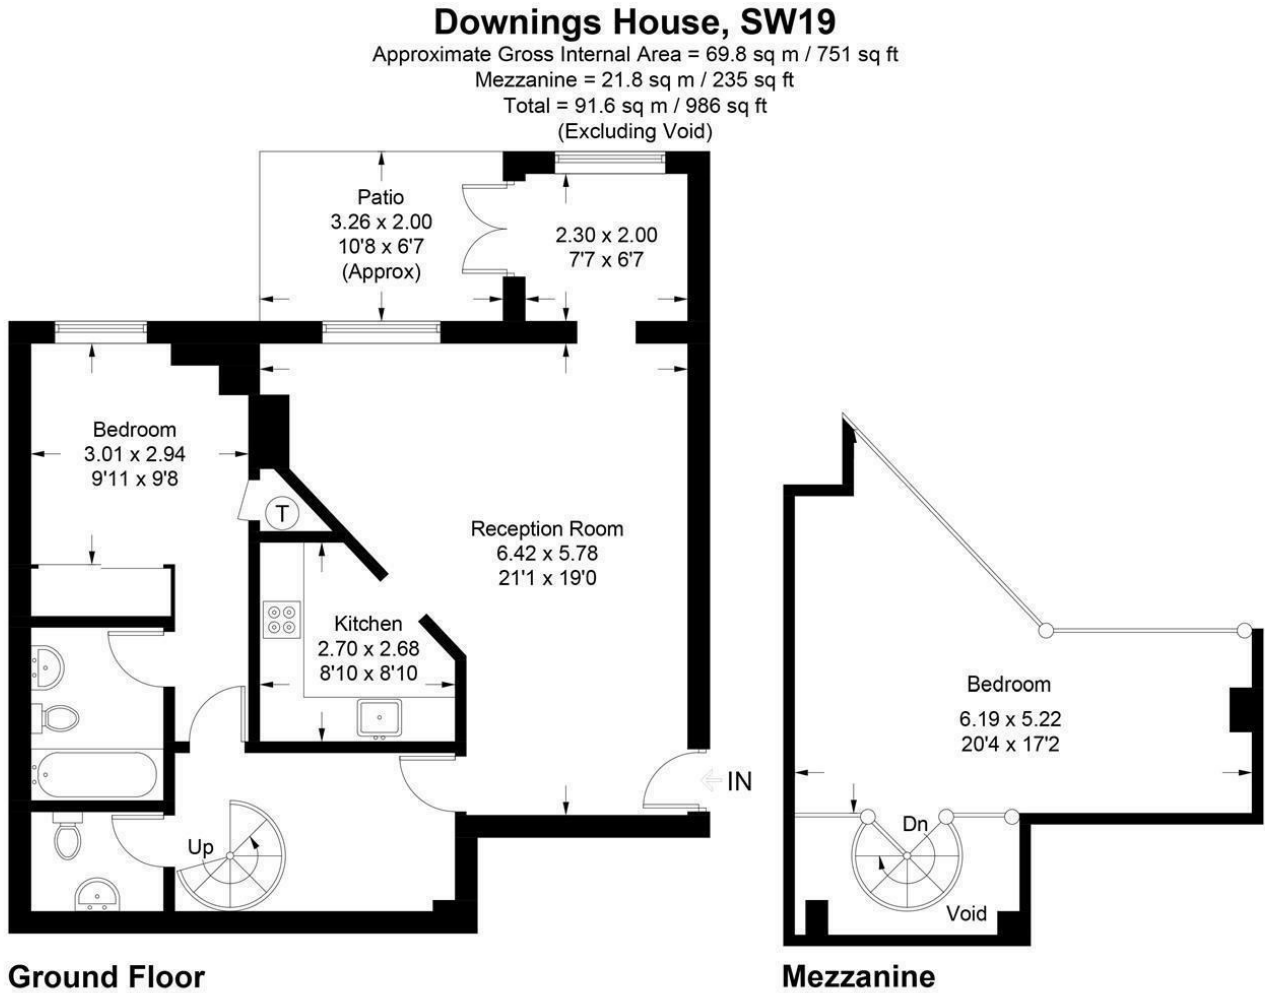 Downings House, SW19
Approximate Gross Internal Area = 69.8 sq m / 751 sq ft
Mezzanine = 21.8 sq m / 235 sq ft
Total = 91.6 sq m / 986 sq ft
(Excluding Void)
Patio
3.26 x 2.00
10'8 x 6'7
(Approx)
2.30 x 2.00
7'7 x 6'7
Bedroom
3.01 x 2.94
9'11 x 9'8
T
Reception Room
6.42 x 5.78
21'1 x 19'0
Kitchen
2.70 x 2.68
8'10 x 8'10
IN
Up
Bedroom
6.19 x 5.22
20'4 x 17'2
Dn
Void
Ground Floor
Mezzanine